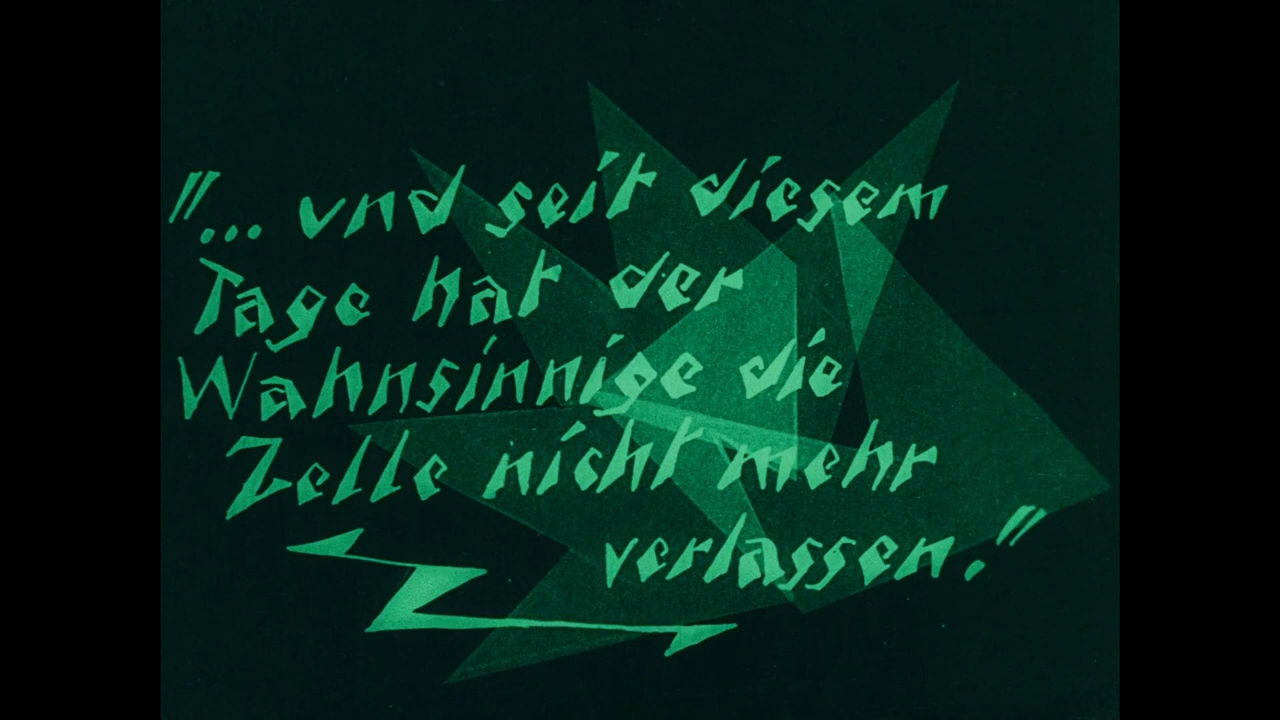 "... und seit diesem
Tage hat der
Wahnsinnige die
Zelle nicht mehr
verlassen."